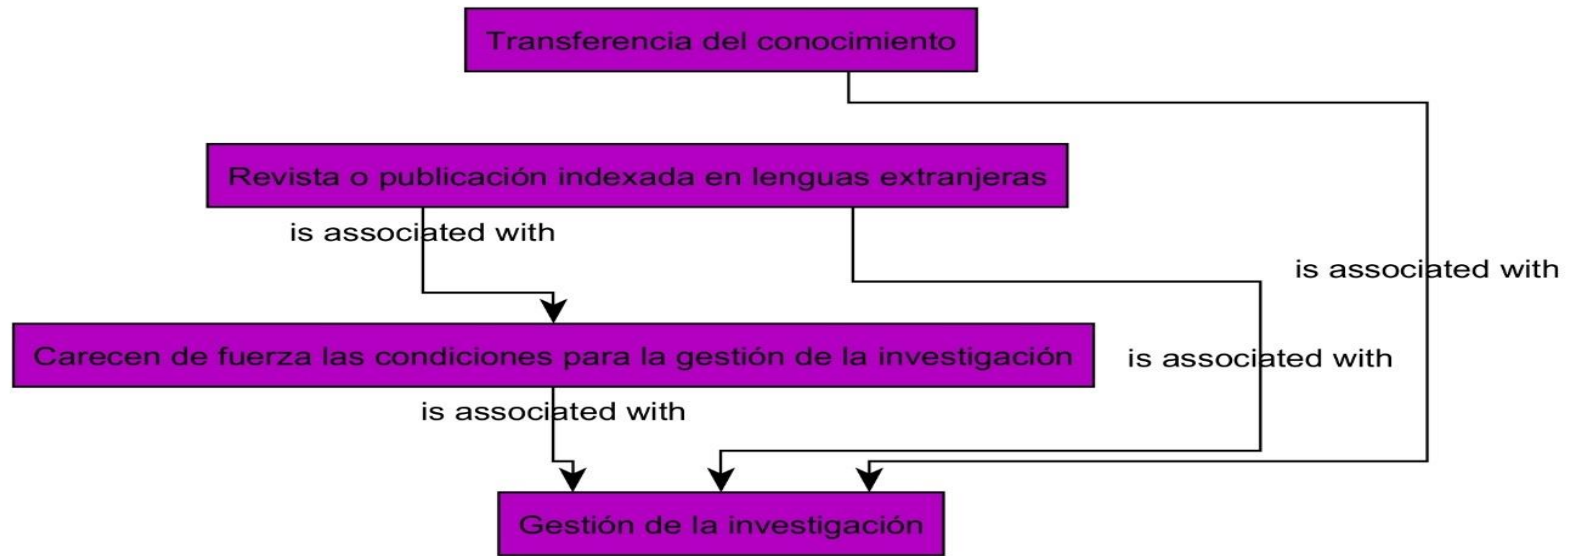 Transferencia del conocimiento
Revista o publicación indexada en lenguas extranjeras
is associated with
is associated with
Carecen de fuerza las condiciones para la gestión de la investigación
is associated with
is associated with
Gestión de la investigación